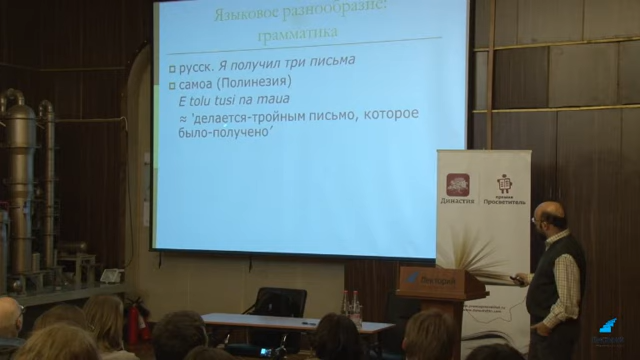 Языковое разнообразие:
грамматика
русск. Я получил три письма
самоа (Полинезия)
E tolu tusi na maua
≈ ‘делается-тройным письмо, которое
было-получено’
Династия
Просветитель
Лекторий